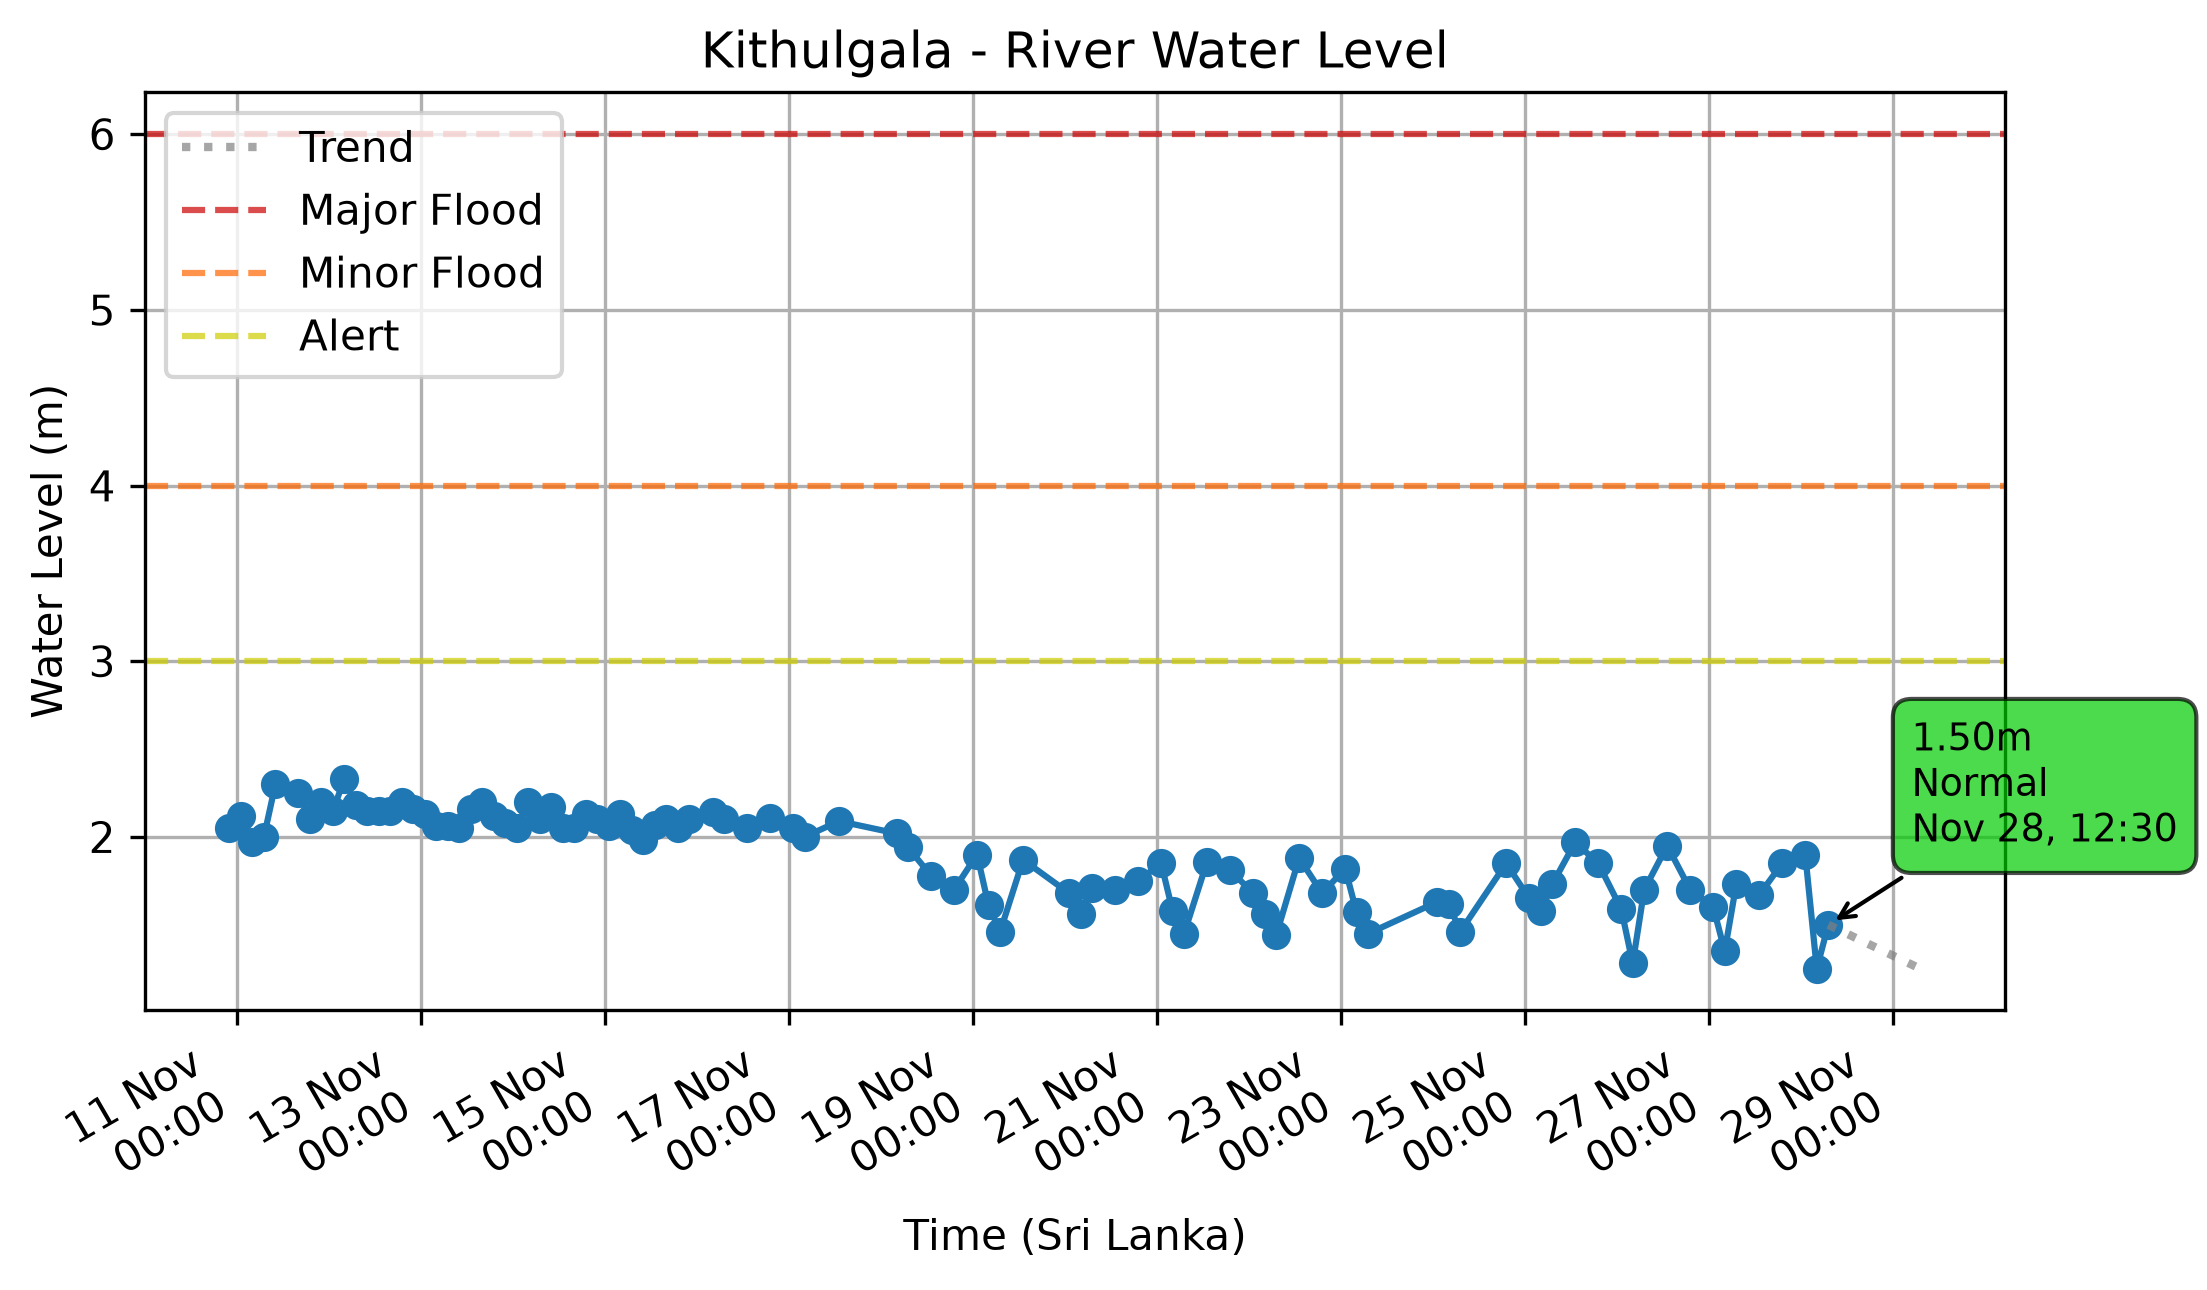 Kithulgala - River Water Level
Trend
Major Flood
Minor Flood
Alert
Water Level (m)
6
5
4
3
2
1.50m
Normal
Nov 28, 12:30
11 Nov
00:00
13 Nov
00:00
15 Nov
00:00
17 Nov
00:00
19 Nov
00:00
21 Nov
00:00
23 Nov
00:00
25 Nov
00:00
27 Nov
00:00
29 Nov
00:00
Time (Sri Lanka)